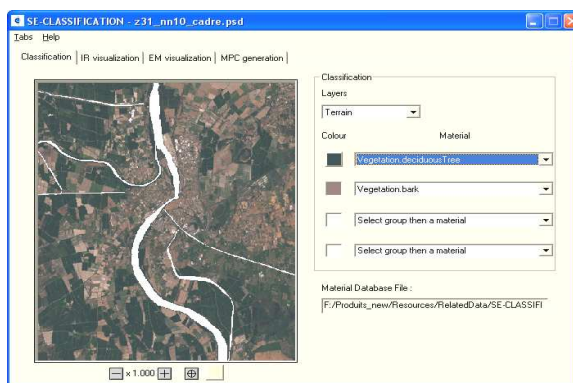 SE-CLASSIFICATION - z31_nn10_cadre.psd
Tabs Help
Classification IR visualization EM visualization MPC generation
Classification
Layers
Terrain
Colour Material
Vegetation.deciduousTree
Vegetation.bark
Select group then a material
Select group then a material
Material Database File :
F:/Produits_new/Resources/RelatedData/SE-CLASSIFI
x 1.000